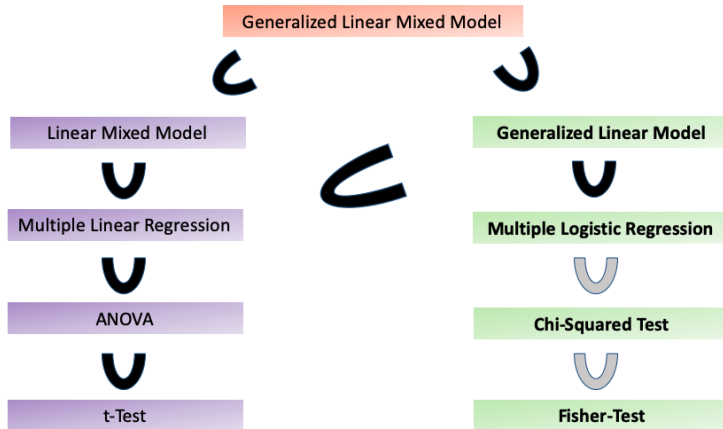 Generalized Linear Mixed Model
Linear Mixed Model
Generalized Linear Model
Multiple Linear Regression
Multiple Logistic Regression
ANOVA
Chi-Squared Test
t-Test
Fisher-Test